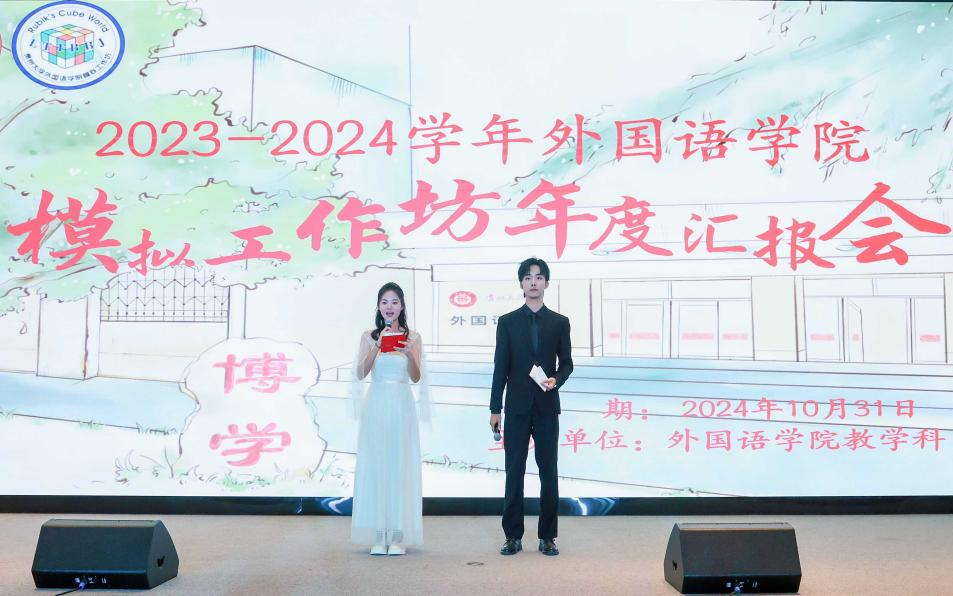 Rubik's Cube World
2023-2024学年外国语学院
模拟工作坊年度汇报会
外国语
博
学
期：2024年10月31日
单位：外国语学院教学科